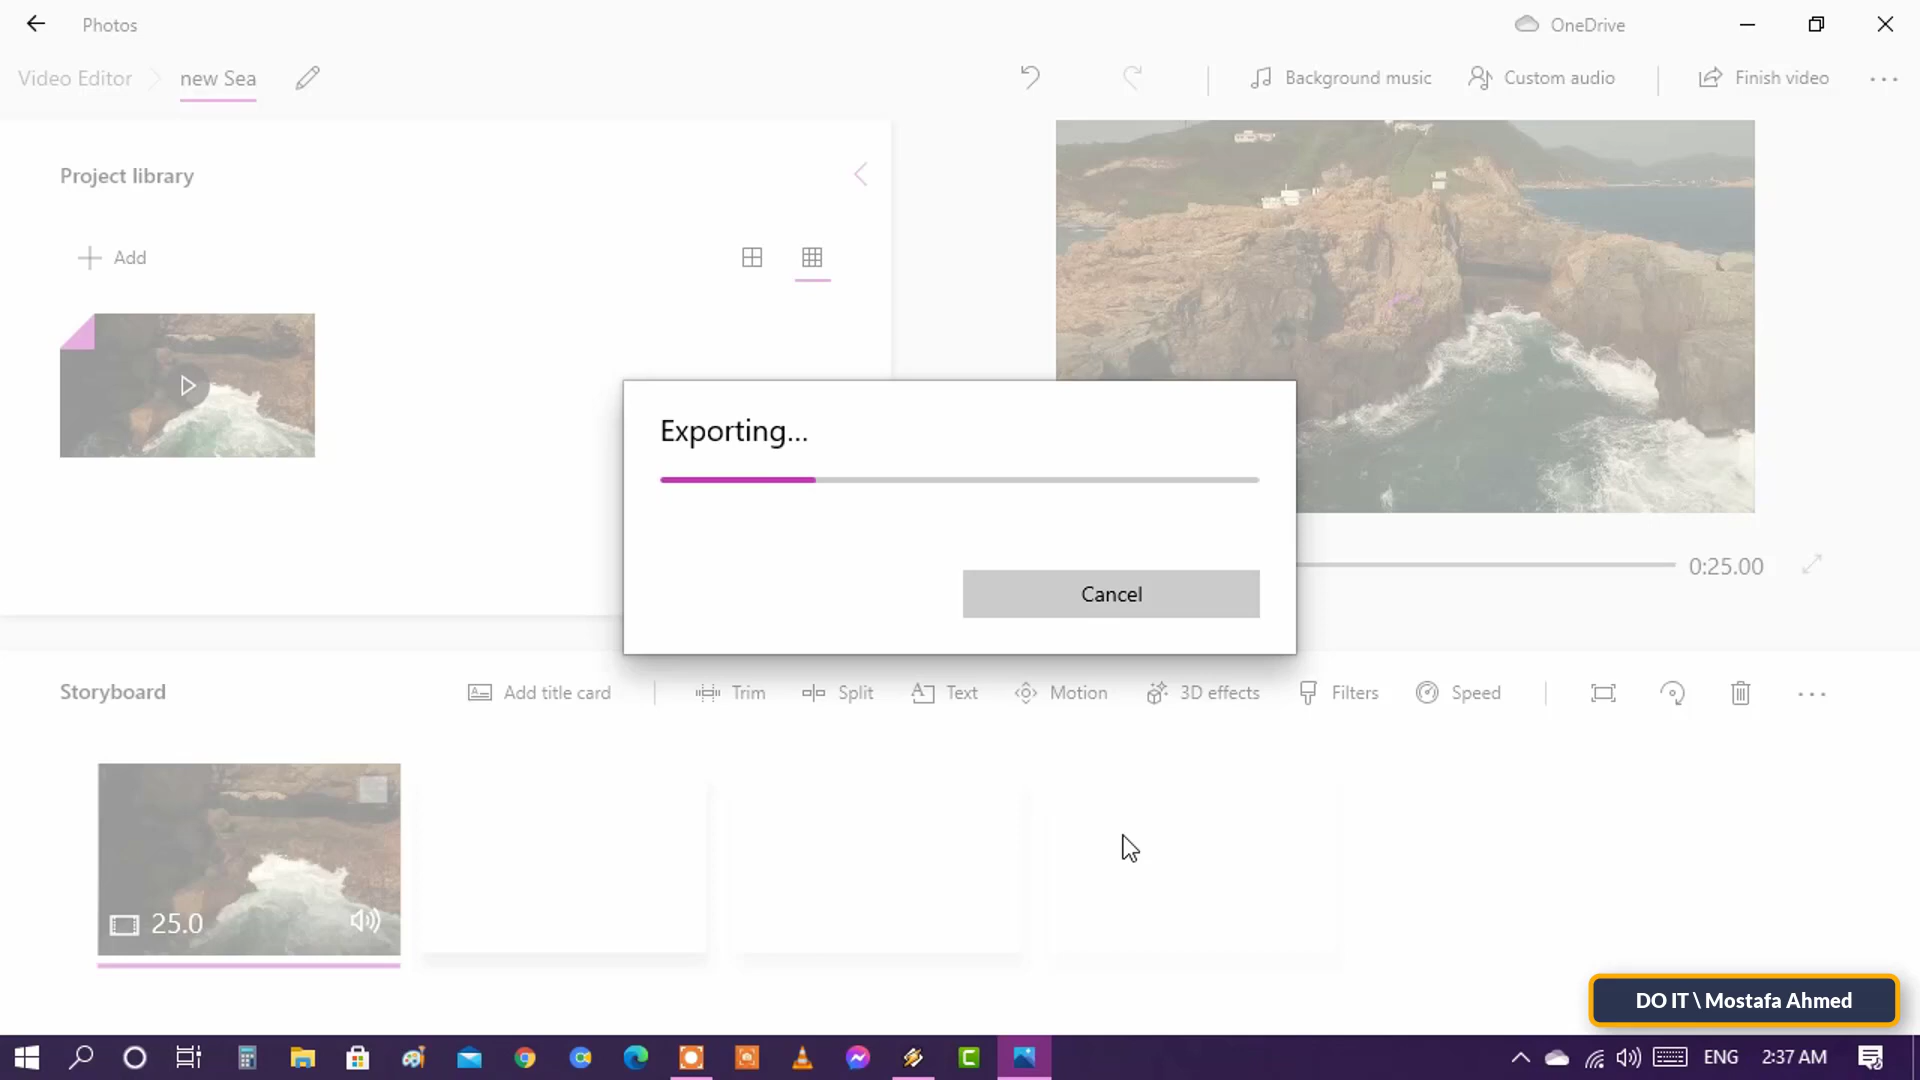 Photos
OneDrive
Video Editor
new Sea
Background music
Custom audio
Finish video
Project library
Add
Exporting...
Cancel
0:25.00
Storyboard
Add title card
Trim
Split
Text
Motion
3D effects
Filters
Speed
25.0
DO IT \ Mostafa Ahmed
ENG
2:37 AM